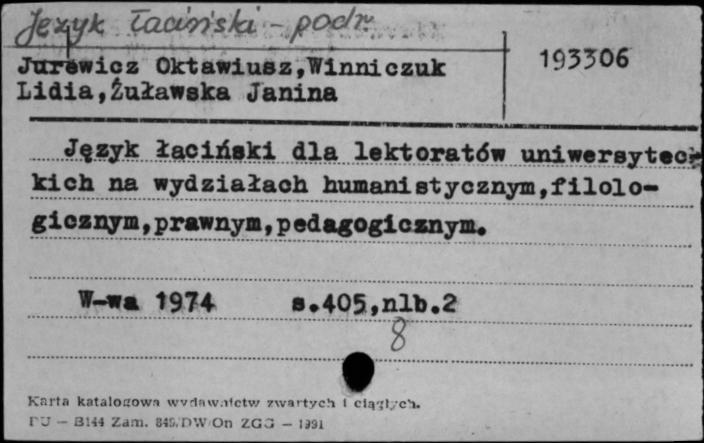 Język łaciński - podr.
193306
Jurewicz Oktawiusz,Winniczuk
Lidia,Żuławska Janina
Język łaciński dla lektoratów uniwersytec-
kich na wydziałach humanistycznym,filolo-
gicznym,prawnym,pedagogicznym.
W-wa 1974 s.405,nlb.2
8
Karta katalogowa wydawnictw zwartych i ciągłych.
PU — B144 Zam. 849/DW/On ZGG — 1991